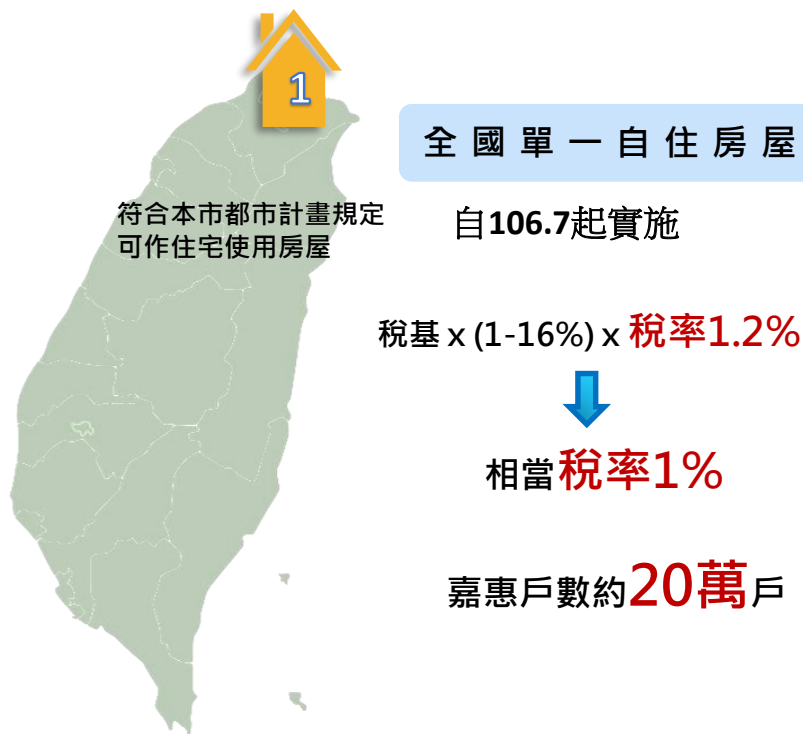 1
全國單一自住房屋
符合本市都市計畫規定
可作住宅使用房屋
自106.7起實施
稅基 x (1-16%) x 稅率1.2%
相當稅率1%
嘉惠戶數約20萬戶